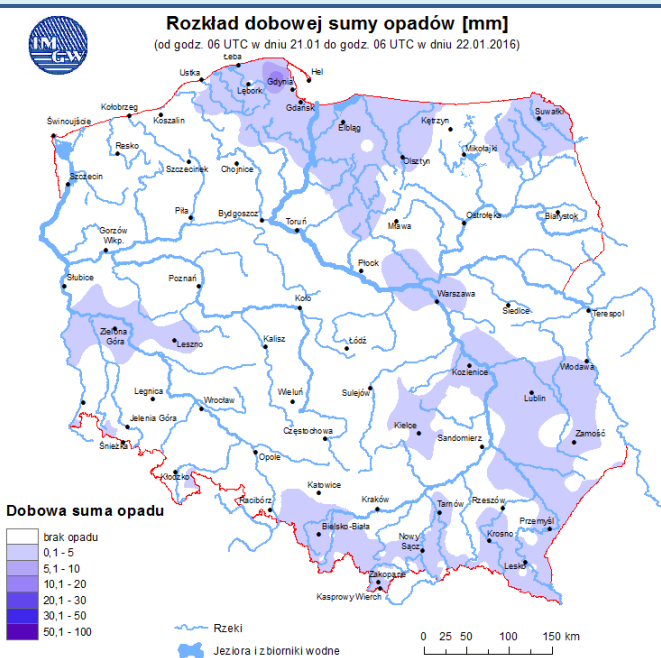 Rozkład dobowej sumy opadów [mm]
(od godz. 06 UTC w dniu 21.01 do godz. 06 UTC w dniu 22.01.2016)
IM
GW
Łeba
Ustka
Hel
Lębork
Gdynia
Gdańsk
Kołobrzeg
Koszalin
Świnoujście
Elbląg
Kętrzyn
Suwałki
Resko
Szczecinek
Chojnice
Olsztyn
Mikołajki
Szczecin
Piła
Bydgoszcz
Toruń
Mława
Ostrołęka
Białystok
Gorzów
Wlkp.
Płock
Słubice
Poznań
Koło
Warszawa
Siedlce
Terespol
Zielona
Góra
Leszno
Kalisz
Łódź
Kozienice
Włodawa
Legnica
Wrocław
Wieluń
Sulejów
Lublin
Jelenia Góra
Częstochowa
Kielce
Sandomierz
Zamość
Śnieżka
Opole
Kłodzko
Katowice
Racibórz
Kraków
Tarnów
Rzeszów
Przemyśl
Bielsko-Biała
Nowy
Sącz
Krosno
Lesko
Zakopane
Kasprowy Wierch
Dobowa suma opadu
brak opadu
0,1 - 5
5,1 - 10
10,1 - 20
20,1 - 30
30,1 - 50
50,1 - 100
Rzeki
Jeziora i zbiorniki wodne
0 25 50 100 150 km